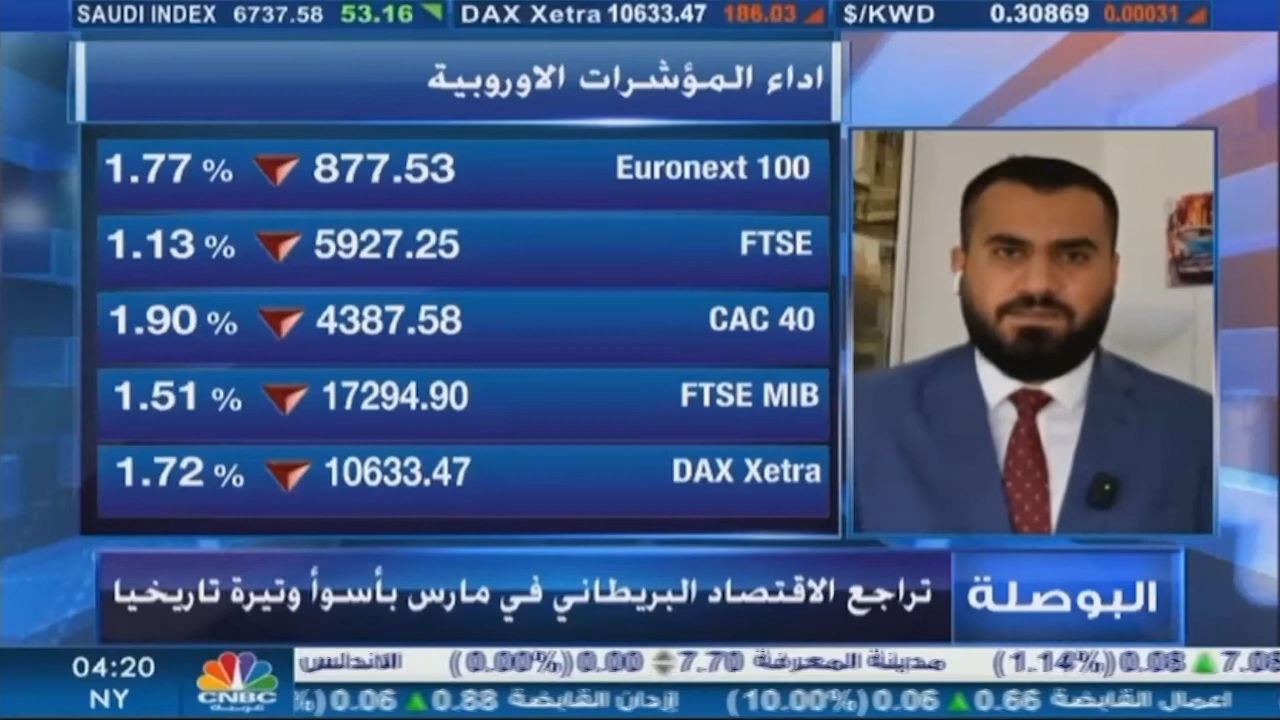 SAUDI INDEX 6737.58 53.16 DAX Xetra 10633.47 186.03 $/KWD 0.30869 0.00031
اداء المؤشرات الاوروبية
1.77 % 877.53 Euronext 100
1.13 % 5927.25 FTSE
1.90 % 4387.58 CAC 40
1.51 % 17294.90 FTSE MIB
1.72 % 10633.47 DAX Xetra
البوصلة
تراجع الاقتصاد البريطاني في مارس بأسوأ وتيرة تاريخيا
04:20
NY
CNBC
عربية
7.08 0.08 (1.14%) مدينة المعرفة 7.70 0.00 (0.00%) الاندلس
اعمال القابضة 0.66 0.06 (10.00%) إزدان القابضة 0.88 0.06